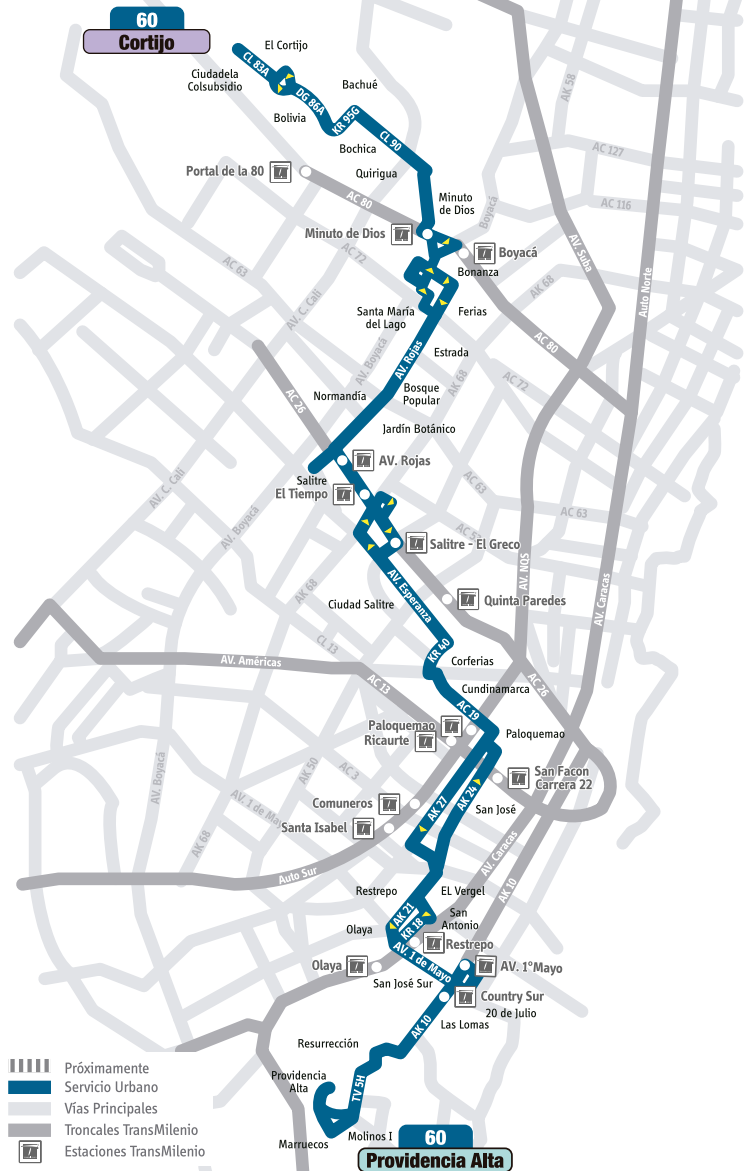 60
Cortijo
El Cortijo
CL 83A
Ciudadela
Colsubsidio
Bachué
DG 86A
Bolivia
KR 95G
CL 90
Bochica
Quirigua
AK 58
AC 127
Portal de la 80
AC 80
Minuto
de Dios
Boyacá
AC 116
Minuto de Dios
Boyacá
AV. Suba
AC 72
AC 63
Bonanza
AK 68
Auto Norte
AV. C. Cali
Santa María
del Lago
Ferias
AC 80
AV. Boyacá
AV. Rojas
Estrada
AK 68
AC 72
Bosque
Popular
Normandía
AC 26
Jardín Botánico
AV. Rojas
Salitre
El Tiempo
AV. C. Cali
AC 63
AC 63
AV. Boyacá
AC 53
Salitre - El Greco
AV. NQS
AV. Caracas
AV. Esperanza
AK 68
Ciudad Salitre
Quinta Paredes
CL 13
KR 40
AV. Américas
Corferias
AC 13
Cundinamarca
AC 26
AC 19
Paloquemao
Ricaurte
Paloquemao
AV. Boyacá
AK 50
AC 3
San Facon
Carrera 22
AV. 1 de Mayo
Comuneros
AK 27
AK 24
San José
Santa Isabel
AK 68
AV. Caracas
Auto Sur
AK 10
Restrepo
EL Vergel
AK 21
KR 18
San
Antonio
Olaya
Restrepo
AV. 1 de Mayo
Olaya
AV. 1°Mayo
San José Sur
Country Sur
20 de Julio
AK 10
Las Lomas
Resurrección
Providencia
Alta
TV 5H
Molinos I
Marruecos
60
Providencia Alta
Próximamente
Servicio Urbano
Vías Principales
Troncales TransMilenio
Estaciones TransMilenio